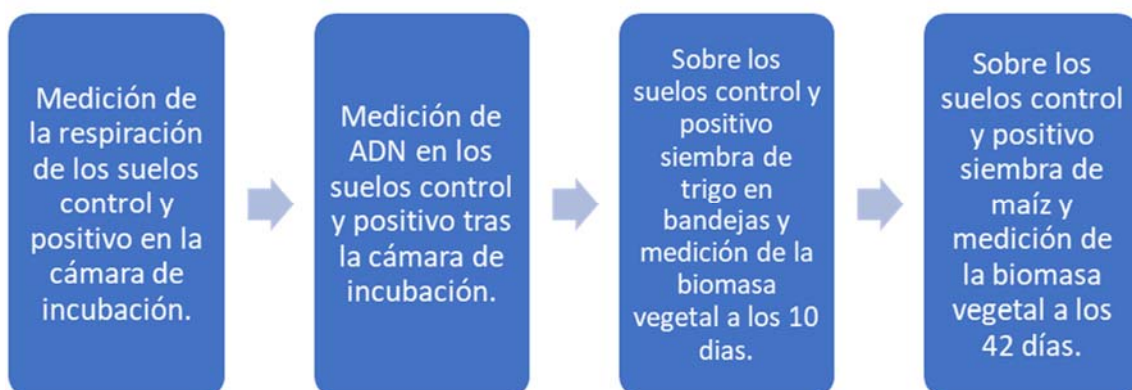 Medición de
la respiración
de los suelos
control y
positivo en la
cámara de
incubación.
Medición de
ADN en los
suelos control
y positivo tras
la cámara de
incubación.
Sobre los
suelos control y
positivo
siembra de
trigo en
bandejas y
medición de la
biomasa
vegetal a los 10
dias.
Sobre los
suelos control
y positivo
siembra de
maíz y
medición de
la biomasa
vegetal a los
42 días.